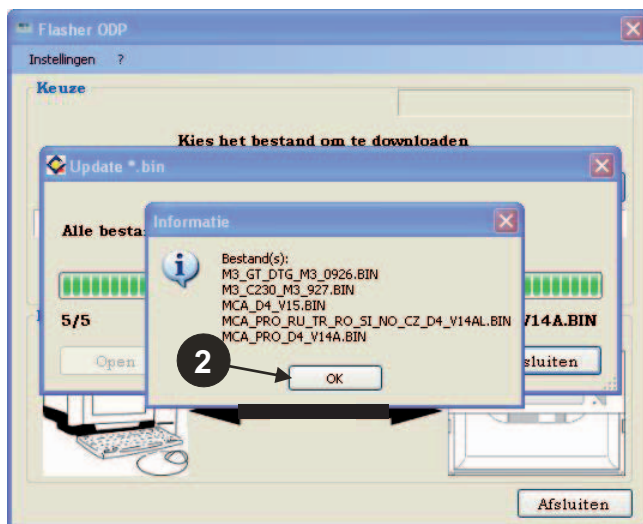 Flasher ODP
Instellingen ?
Keuze
Kies het bestand om te downloaden
Update *.bin
Alle besta
Informatie
Bestand(s):
M3_GT_DTG_M3_0926.BIN
M3_C230_M3_927.BIN
MCA_D4_V15.BIN
MCA_PRO_RU_TR_RO_SI_NO_CZ_D4_V14AL.BIN
MCA_PRO_D4_V14A.BIN
5/5
V14A.BIN
Open
2
OK
sluiten
Afsluiten